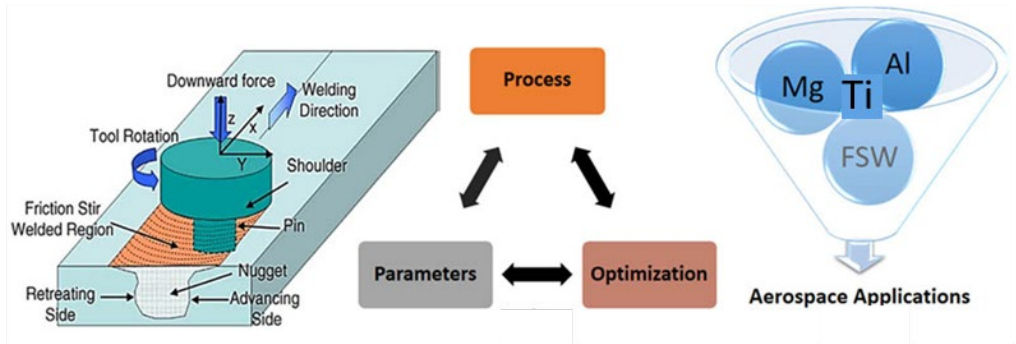 Downward force
Welding
Direction
Z
X
Y
Tool Rotation
Shoulder
Friction Stir
Welded Region
Pin
Nugget
Retreating
Side
Advancing
Side
Process
Parameters
Optimization
Mg
Ti
Al
FSW
Aerospace Applications